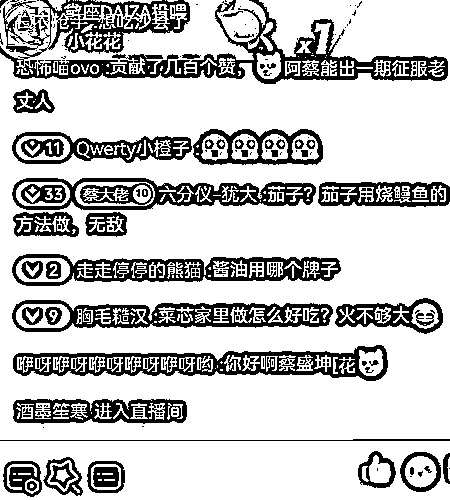 小花花
x1
恐怖喵ovo :贡献了几百个赞，阿蔡能出一期征服老
丈人
11 Qwerty小橙子 :
33 蔡大佬 10 六分仪-犹大 :茄子？茄子用烧鳗鱼的
方法做，无敌
2 走走停停的熊猫 :酱油用哪个牌子
9 胸毛糙汉 :菜芯家里做怎么好吃？火不够大
咿呀咿呀咿呀咿呀咿呀哟 :你好啊蔡盛坤[花
酒墨笙寒 进入直播间